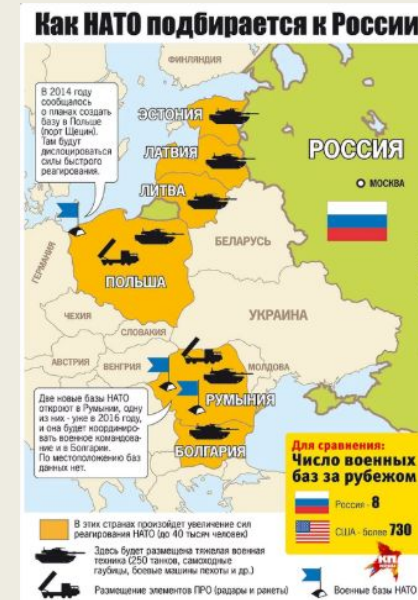 Как НАТО подбирается к России
ФИНЛЯНДИЯ
В 2014 году
сообщалось
о планах создать
базу в Польше
(порт Щецин).
Там будут
дислоцироваться
силы быстрого
реагирования.
ЭСТОНИЯ
ЛАТВИЯ
ЛИТВА
РОССИЯ
МОСКВА
БЕЛАРУСЬ
ГЕРМАНИЯ
ПОЛЬША
ЧЕХИЯ
УКРАИНА
СЛОВАКИЯ
АВСТРИЯ
ВЕНГРИЯ
МОЛДОВА
Две новые базы НАТО
откроют в Румынии, одну
из них - уже в 2016 году,
и она будет координиро-
вать военное командова-
ние и в Болгарии.
По местоположению баз
данных нет.
РУМЫНИЯ
БОЛГАРИЯ
Для сравнения:
Число военных
баз за рубежом
Россия - 8
США - более 730
В этих странах произойдет увеличение сил
реагирования НАТО (до 40 тысяч человек)
Здесь будет размещена тяжелая военная
техника (250 танков, самоходные
гаубицы, боевые машины пехоты и др.)
Размещение элементов ПРО (радары и ракеты)
КП
Военные базы НАТО